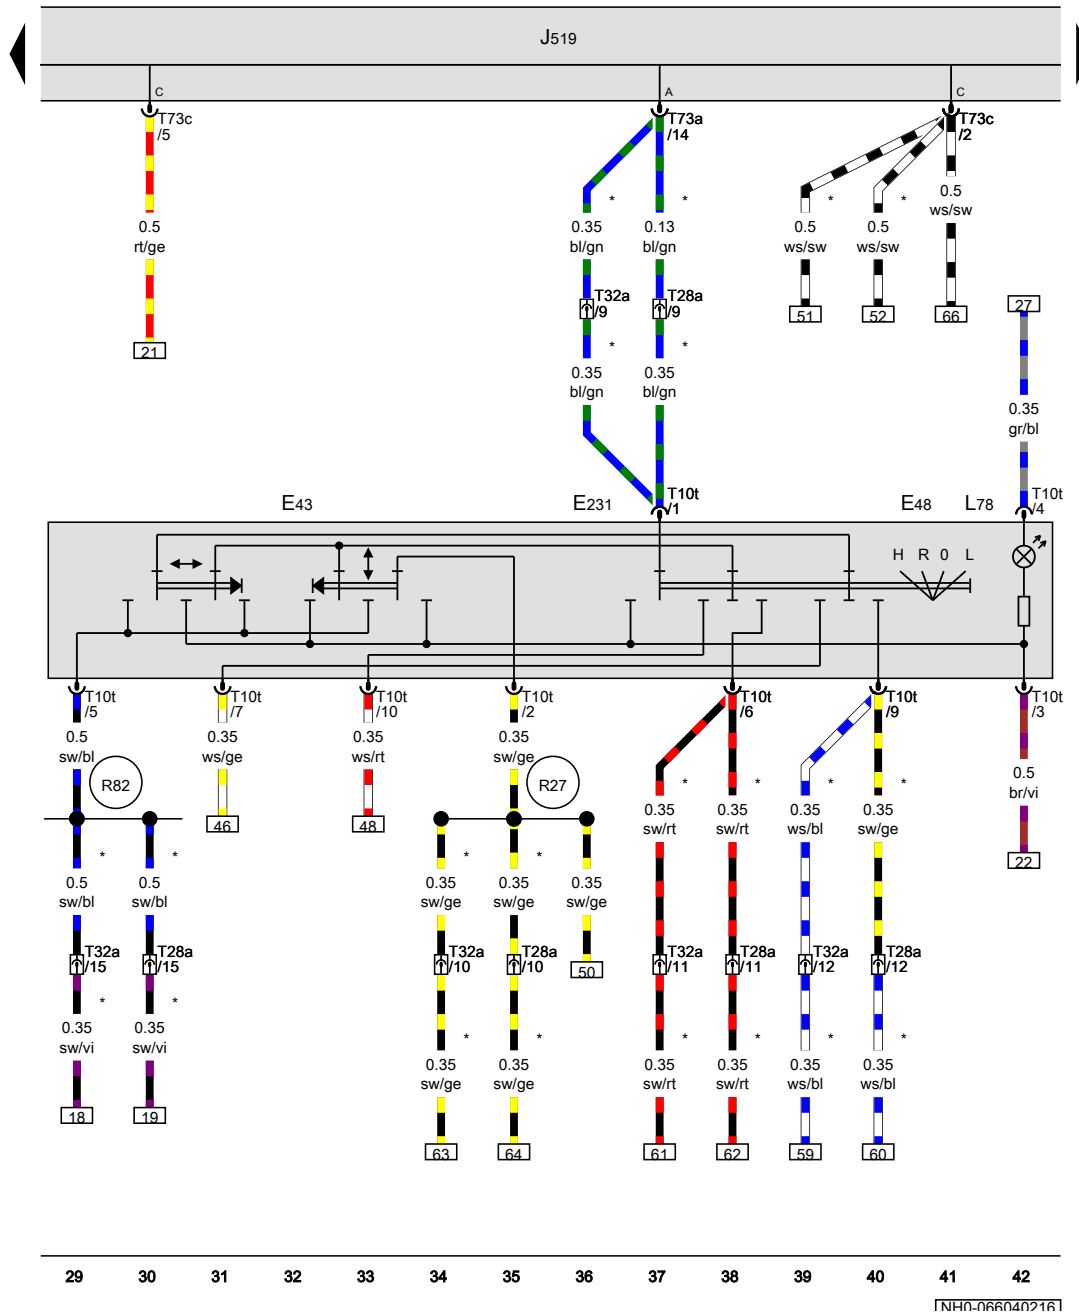 J519
C A C
T73c /5
T73a /14
T73c /2
* * * *
0.5 rt/ge
0.35 bl/gn
0.13 bl/gn
0.5 ws/sw
0.5 ws/sw
0.5 ws/sw
T32a /9
T28a /9
51 52 66 27
21
* *
0.35 bl/gn
0.35 bl/gn
0.35 gr/bl
E43 E231 E48 L78
T10t /1
T10t /4
H R 0 L
T10t /5
T10t /7
T10t /10
T10t /2
T10t /6
T10t /9
T10t /3
0.5 sw/bl
0.35 ws/ge
0.35 ws/rt
0.35 sw/ge
0.5 br/vi
R82 R27
* * * *
46 48
0.35 sw/rt
0.35 sw/rt
0.35 ws/bl
0.35 sw/ge
22
* * * *
0.5 sw/bl
0.5 sw/bl
0.35 sw/ge
0.35 sw/ge
0.35 sw/ge
T32a /15
T28a /15
T32a /10
T28a /10
T32a /11
T28a /11
T32a /12
T28a /12
50
* * * * * * * *
0.35 sw/vi
0.35 sw/vi
0.35 sw/ge
0.35 sw/ge
0.35 sw/rt
0.35 sw/rt
0.35 ws/bl
0.35 ws/bl
18 19
63 64 61 62 59 60
29 30 31 32 33 34 35 36 37 38 39 40 41 42
NH0-066040216